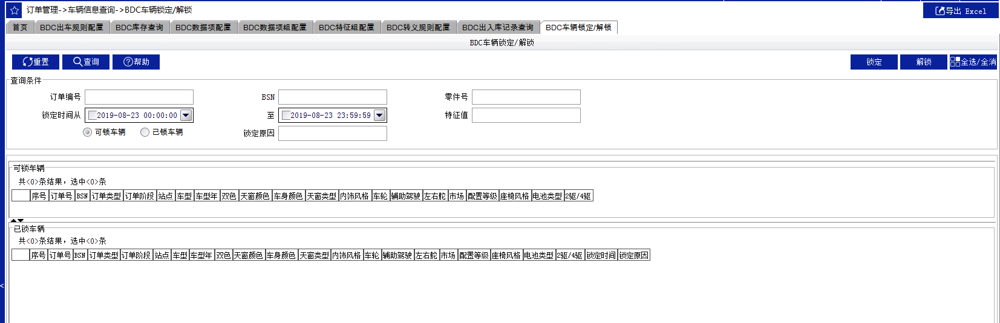 订单管理->车辆信息查询->BDC车辆锁定/解锁
导出 Excel
首页 BDC出车规则配置 BDC库存查询 BDC数据项配置 BDC数据项组配置 BDC特征组配置 BDC转义规则配置 BDC出入库记录查询 BDC车辆锁定/解锁
BDC车辆锁定/解锁
重置 查询 帮助 锁定 解锁 全选/全消
查询条件
订单编号 BSN 零件号
锁定时间从 2019-08-23 00:00:00 至 2019-08-23 23:59:59 特征值
可锁车辆 已锁车辆 锁定原因
可锁车辆
共<0>条结果，选中<0>条
序号 订单号 BSN 订单类型 订单阶段 站点 车型 车型年 双色 天窗颜色 车身颜色 天窗类型 内饰风格 车轮 辅助驾驶 左右舵 市场 配置等级 座椅风格 电池类型 2驱/4驱
已锁车辆
共<0>条结果，选中<0>条
序号 订单号 BSN 订单类型 订单阶段 站点 车型 车型年 双色 天窗颜色 车身颜色 天窗类型 内饰风格 车轮 辅助驾驶 左右舵 市场 配置等级 座椅风格 电池类型 2驱/4驱 锁定时间 锁定原因
<